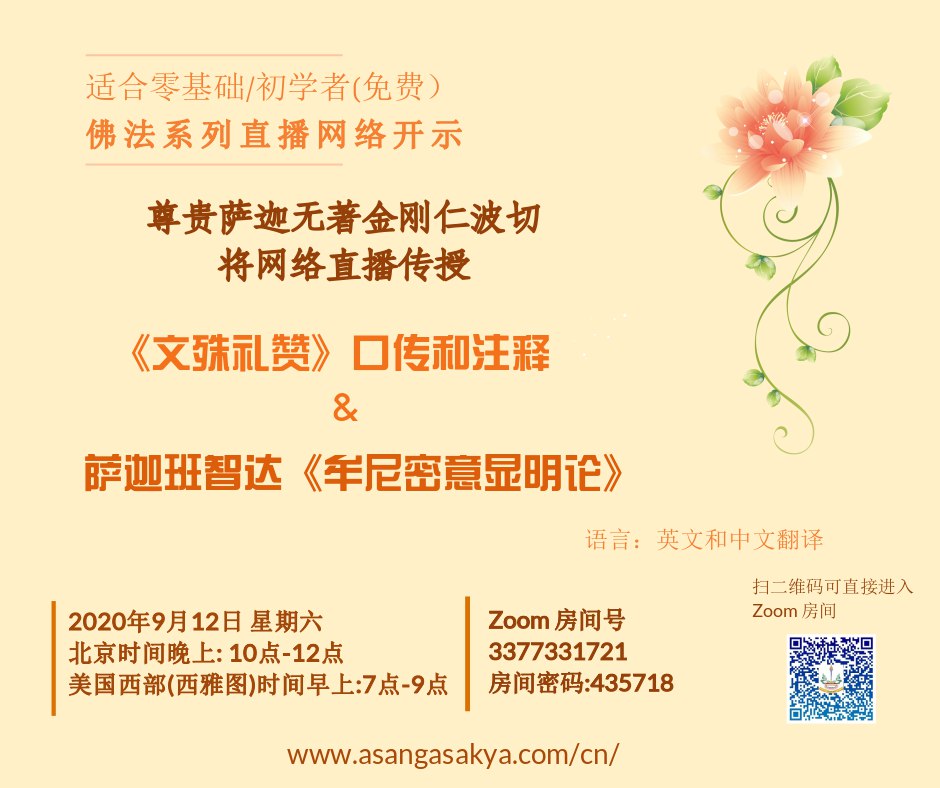 适合零基础/初学者(免费）
佛法系列直播网络开示
尊贵萨迦无著金刚仁波切
将网络直播传授
《文殊礼赞》口传和注释
&
萨迦班智达《牟尼密意显明论》
语言：英文和中文翻译
扫二维码可直接进入
Zoom 房间
2020年9月12日 星期六
北京时间晚上: 10点-12点
美国西部(西雅图)时间早上:7点-9点
Zoom 房间号
3377331721
房间密码:435718
www.asangasakya.com/cn/